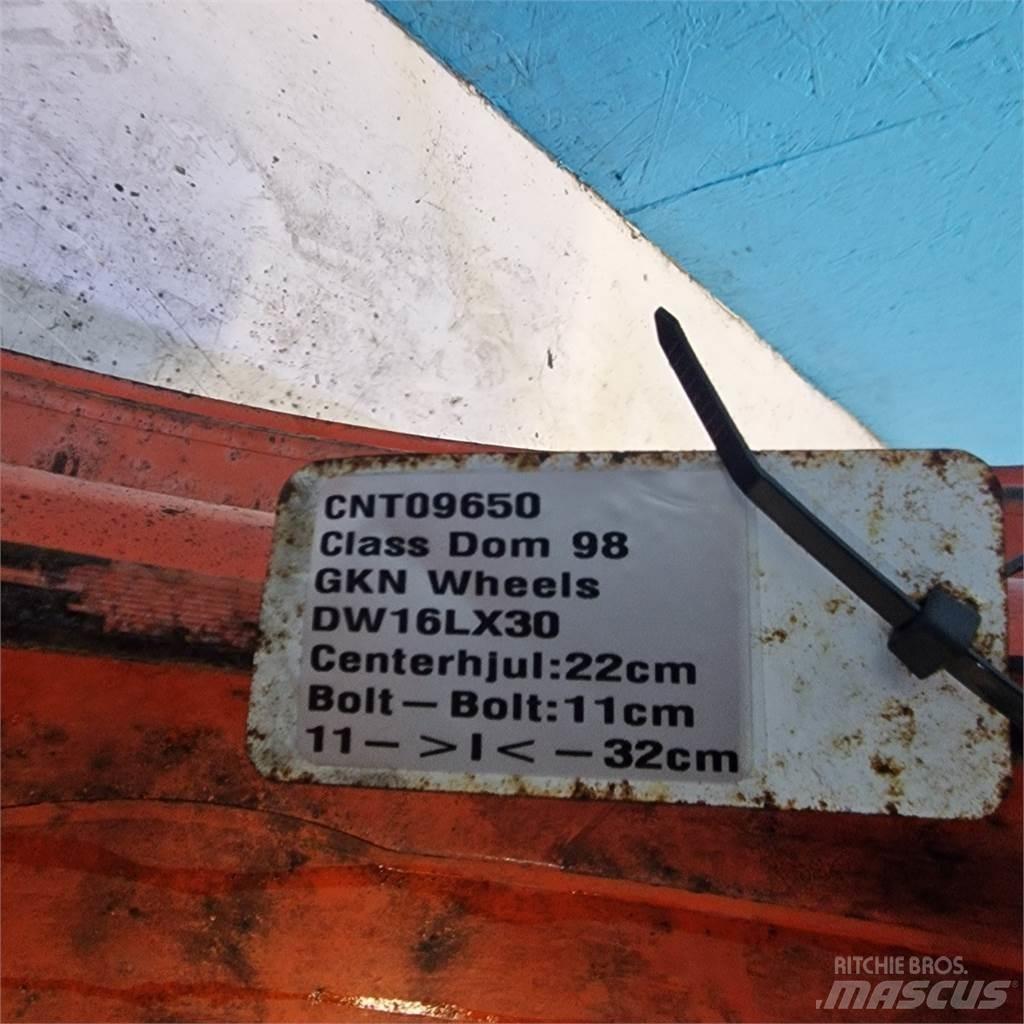 CNT09650
Class Dom 98
GKN Wheels
DW16LX30
Centerhjul:22cm
Bolt – Bolt:11cm
11– >I< –32cm
RITCHIE BROS.
MASCUS